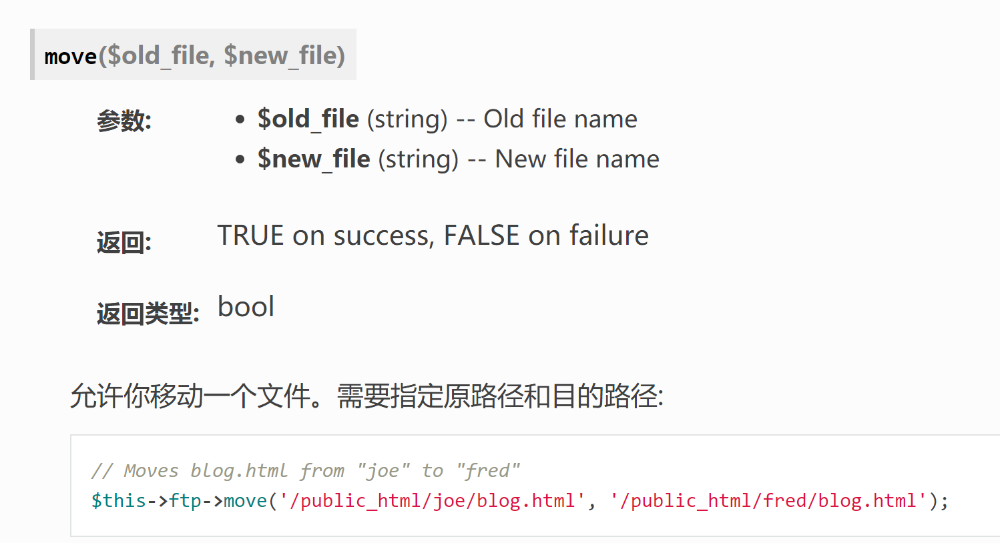 move($old_file, $new_file)
参数:
• $old_file (string) -- Old file name
• $new_file (string) -- New file name
返回:
TRUE on success, FALSE on failure
返回类型:
bool
允许你移动一个文件。需要指定原路径和目的路径:
// Moves blog.html from "joe" to "fred"
$this->ftp->move('/public_html/joe/blog.html', '/public_html/fred/blog.html');